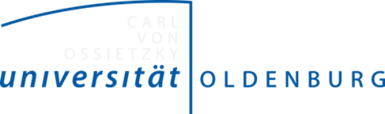 CARL
VON
OSSIETZKY
universität OLDENBURG